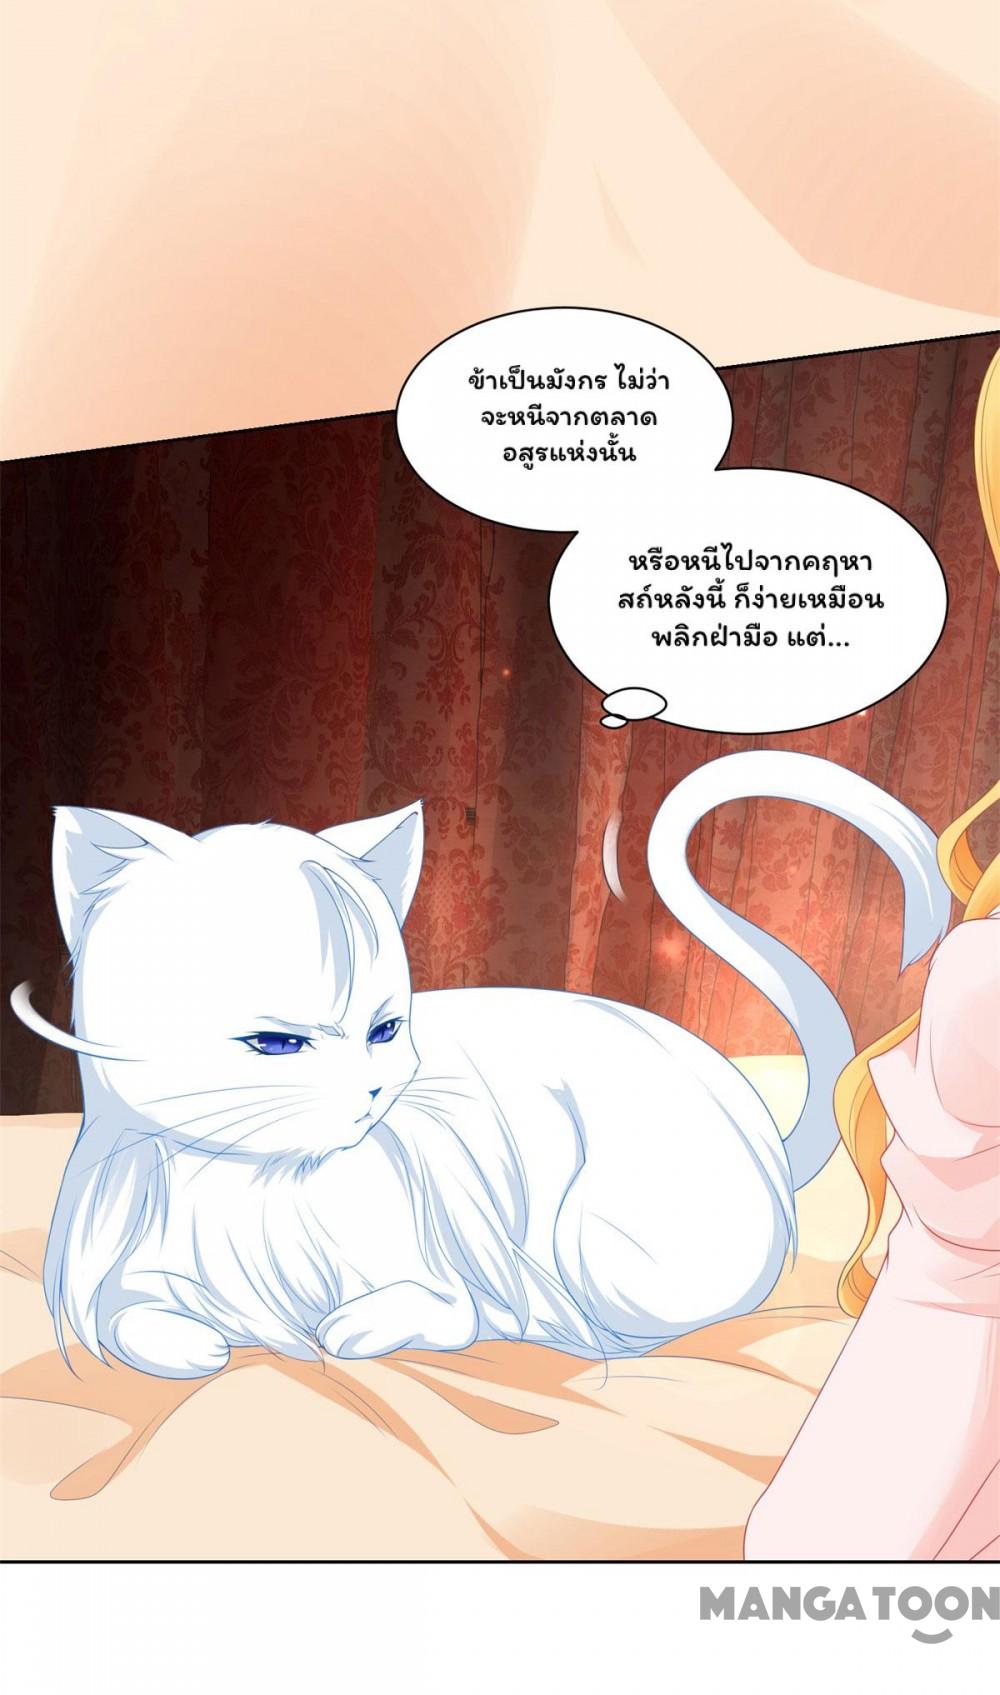 ข้าเป็นมังกร ไม่ว่า
จะหนีจากตลาด
อสูรแห่งนั้น
หรือหนีไปจากคฤหา
สถ์หลังนี้ ก็ง่ายเหมือน
พลิกฝ่ามือ แต่...
MANGATOON